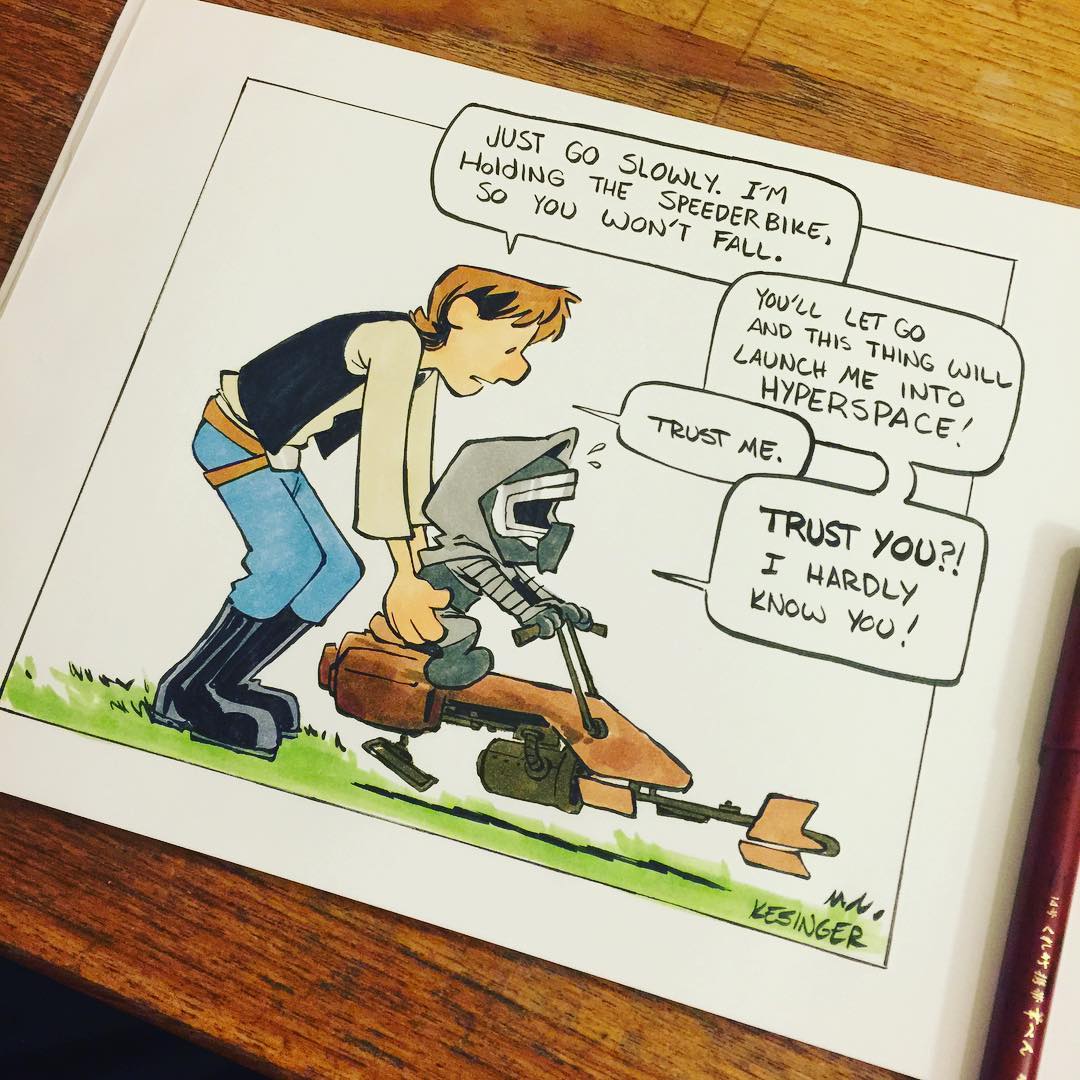 JUST GO SLOWLY. I'M
HOldING THE SPEEDERBIKE,
SO YOU WON'T FALL.
YOU'LL LET GO
AND THIS THING WILL
LAUNCH ME INTO
HYPERSPACE!
TRUST ME.
TRUST YOU?!
I HARDLY
KNOW YOU!
KESINGER